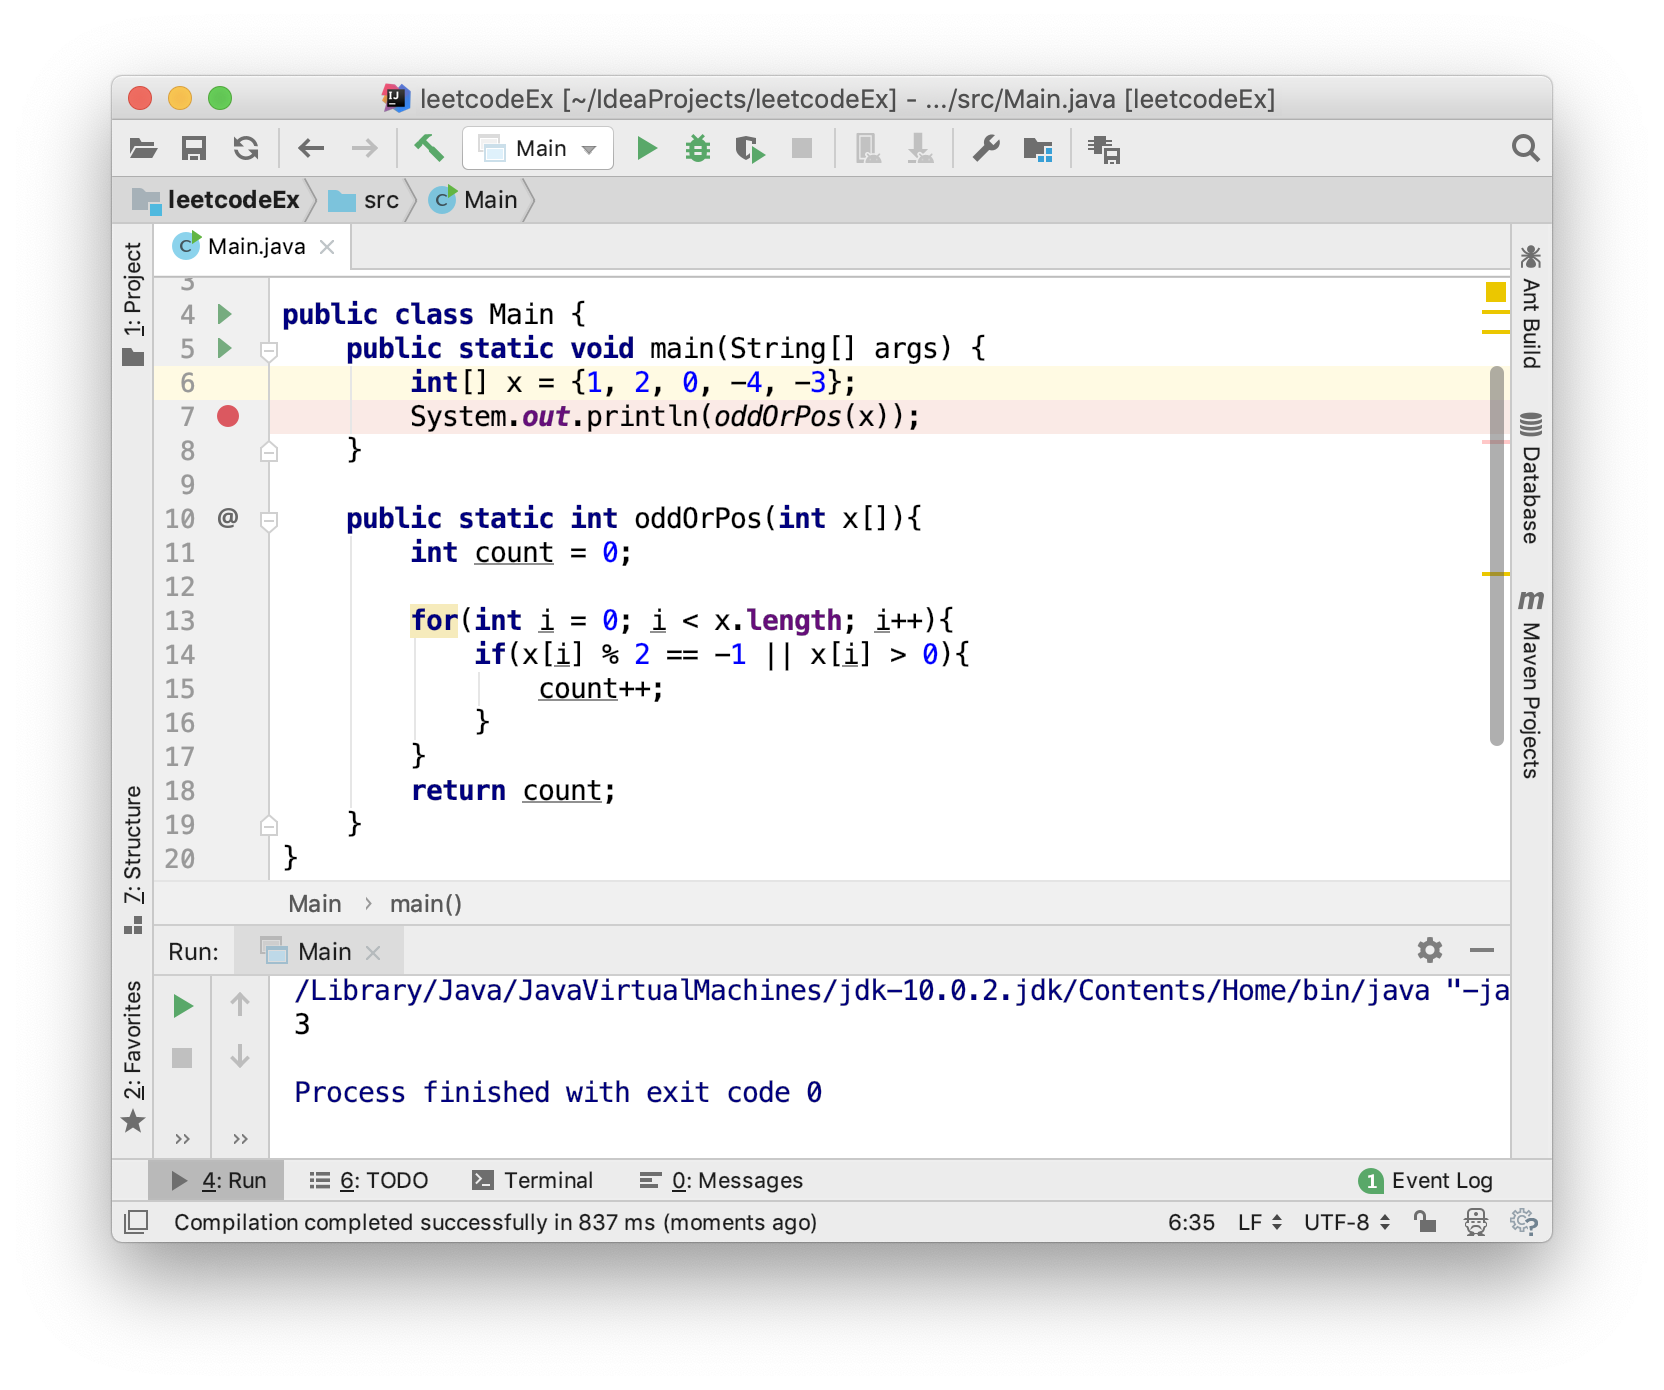 leetcodeEx [~/IdeaProjects/leetcodeEx] - .../src/Main.java [leetcodeEx]
Main
leetcodeEx src Main
Main.java
1: Project
7: Structure
2: Favorites
3
4 public class Main {
5 public static void main(String[] args) {
6 int[] x = {1, 2, 0, -4, -3};
7 System.out.println(oddOrPos(x));
8 }
9
10 @ public static int oddOrPos(int x[]){
11 int count = 0;
12
13 for(int i = 0; i < x.length; i++){
14 if(x[i] % 2 == -1 || x[i] > 0){
15 count++;
16 }
17 }
18 return count;
19 }
20 }
Ant Build
Database
m Maven Projects
Main › main()
Run: Main
/Library/Java/JavaVirtualMachines/jdk-10.0.2.jdk/Contents/Home/bin/java "-ja
3
Process finished with exit code 0
4: Run 6: TODO Terminal 0: Messages 1 Event Log
Compilation completed successfully in 837 ms (moments ago) 6:35 LF UTF-8